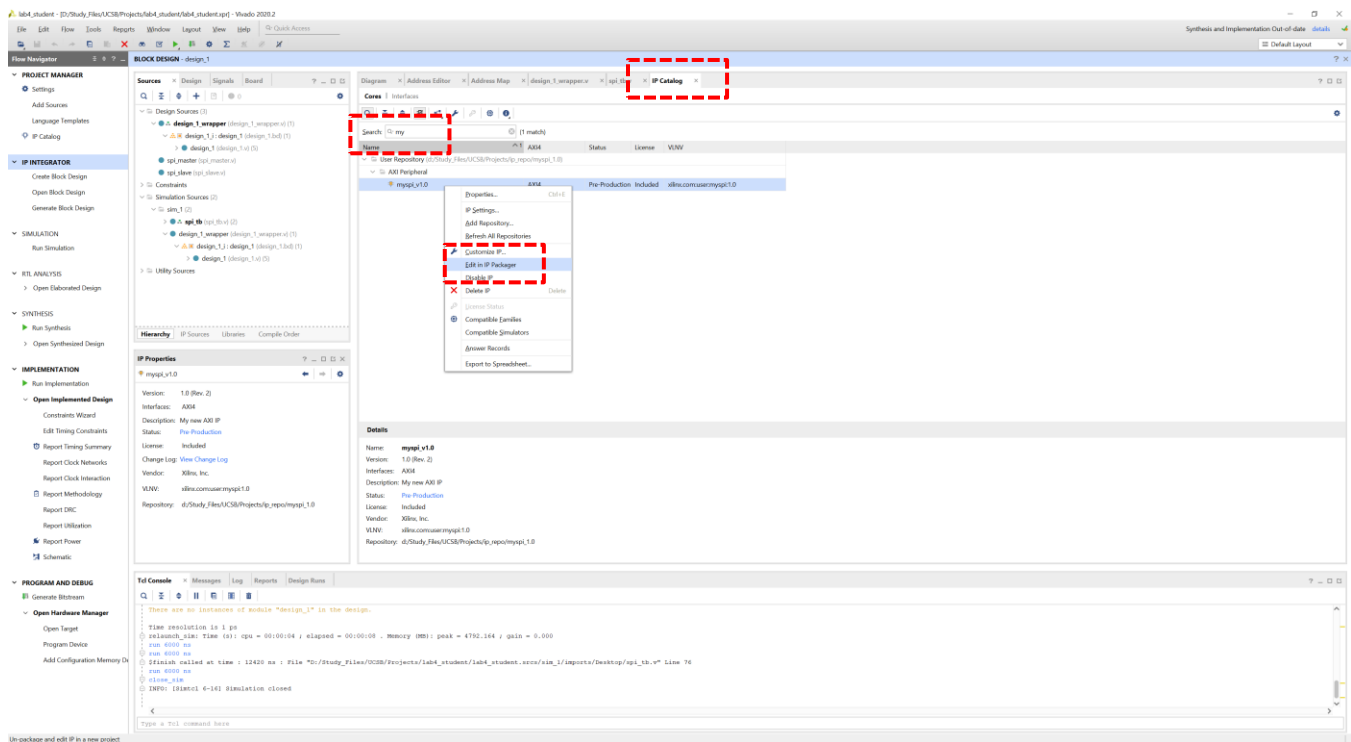 lab4_student - [D:/Study_Files/UCSB/Projects/lab4_student/lab4_student.xpr] - Vivado 2020.2
File Edit Flow Tools Reports Window Layout View Help Quick Access
Synthesis and Implementation Out-of-date details
Default Layout
Flow Navigator
BLOCK DESIGN - design_1
PROJECT MANAGER
Settings
Add Sources
Language Templates
IP Catalog
IP INTEGRATOR
Create Block Design
Open Block Design
Generate Block Design
SIMULATION
Run Simulation
RTL ANALYSIS
Open Elaborated Design
SYNTHESIS
Run Synthesis
Open Synthesized Design
IMPLEMENTATION
Run Implementation
Open Implemented Design
Constraints Wizard
Edit Timing Constraints
Report Timing Summary
Report Clock Networks
Report Clock Interaction
Report Methodology
Report DRC
Report Utilization
Report Power
Schematic
PROGRAM AND DEBUG
Generate Bitstream
Open Hardware Manager
Open Target
Program Device
Add Configuration Memory De
Sources Design Signals Board
0
Design Sources (3)
design_1_wrapper (design_1_wrapper.v) (1)
design_1_i : design_1 (design_1.bd) (1)
design_1 (design_1.v) (5)
spi_master (spi_master.v)
spi_slave (spi_slave.v)
Constraints
Simulation Sources (2)
sim_1 (2)
spi_tb (spi_tb.v) (2)
design_1_wrapper (design_1_wrapper.v) (1)
design_1_i : design_1 (design_1.bd) (1)
design_1 (design_1.v) (5)
Utility Sources
Hierarchy IP Sources Libraries Compile Order
IP Properties
myspi_v1.0
Version: 1.0 (Rev. 2)
Interfaces: AXI4
Description: My new AXI IP
Status: Pre-Production
License: Included
Change Log: View Change Log
Vendor: Xilinx, Inc.
VLNV: xilinx.com:user:myspi:1.0
Repository: d:/Study_Files/UCSB/Projects/ip_repo/myspi_1.0
Diagram Address Editor Address Map design_1_wrapper.v IP Catalog
Cores Interfaces
Search: my (1 match)
Name ^1 AXI4 Status License VLNV
User Repository (d:/Study_Files/UCSB/Projects/ip_repo/myspi_1.0)
AXI Peripheral
myspi_v1.0 AXI4 Pre-Production Included xilinx.com:user:myspi:1.0
Properties... Ctrl+E
IP Settings...
Add Repository...
Refresh All Repositories
Customize IP...
Edit in IP Packager
Disable IP
Delete IP Delete
License Status
Compatible Families
Compatible Simulators
Answer Records
Export to Spreadsheet...
Details
Name: myspi_v1.0
Version: 1.0 (Rev. 2)
Interfaces: AXI4
Description: My new AXI IP
Status: Pre-Production
License: Included
Vendor: Xilinx, Inc.
VLNV: xilinx.com:user:myspi:1.0
Repository: d:/Study_Files/UCSB/Projects/ip_repo/myspi_1.0
Tcl Console Messages Log Reports Design Runs
There are no instances of module "design_1" in the design.
Time resolution is 1 ps
relaunch_sim: Time (s): cpu = 00:00:04 ; elapsed = 00:00:08 . Memory (MB): peak = 4792.164 ; gain = 0.000
run 6000 ns
run 6000 ns
$finish called at time : 12420 ns : File "D:/Study_Files/UCSB/Projects/lab4_student/lab4_student.srcs/sim_1/imports/Desktop/spi_tb.v" Line 76
run 6000 ns
close_sim
INFO: [Simtcl 6-16] Simulation closed
Type a Tcl command here
Un-package and edit IP in a new project